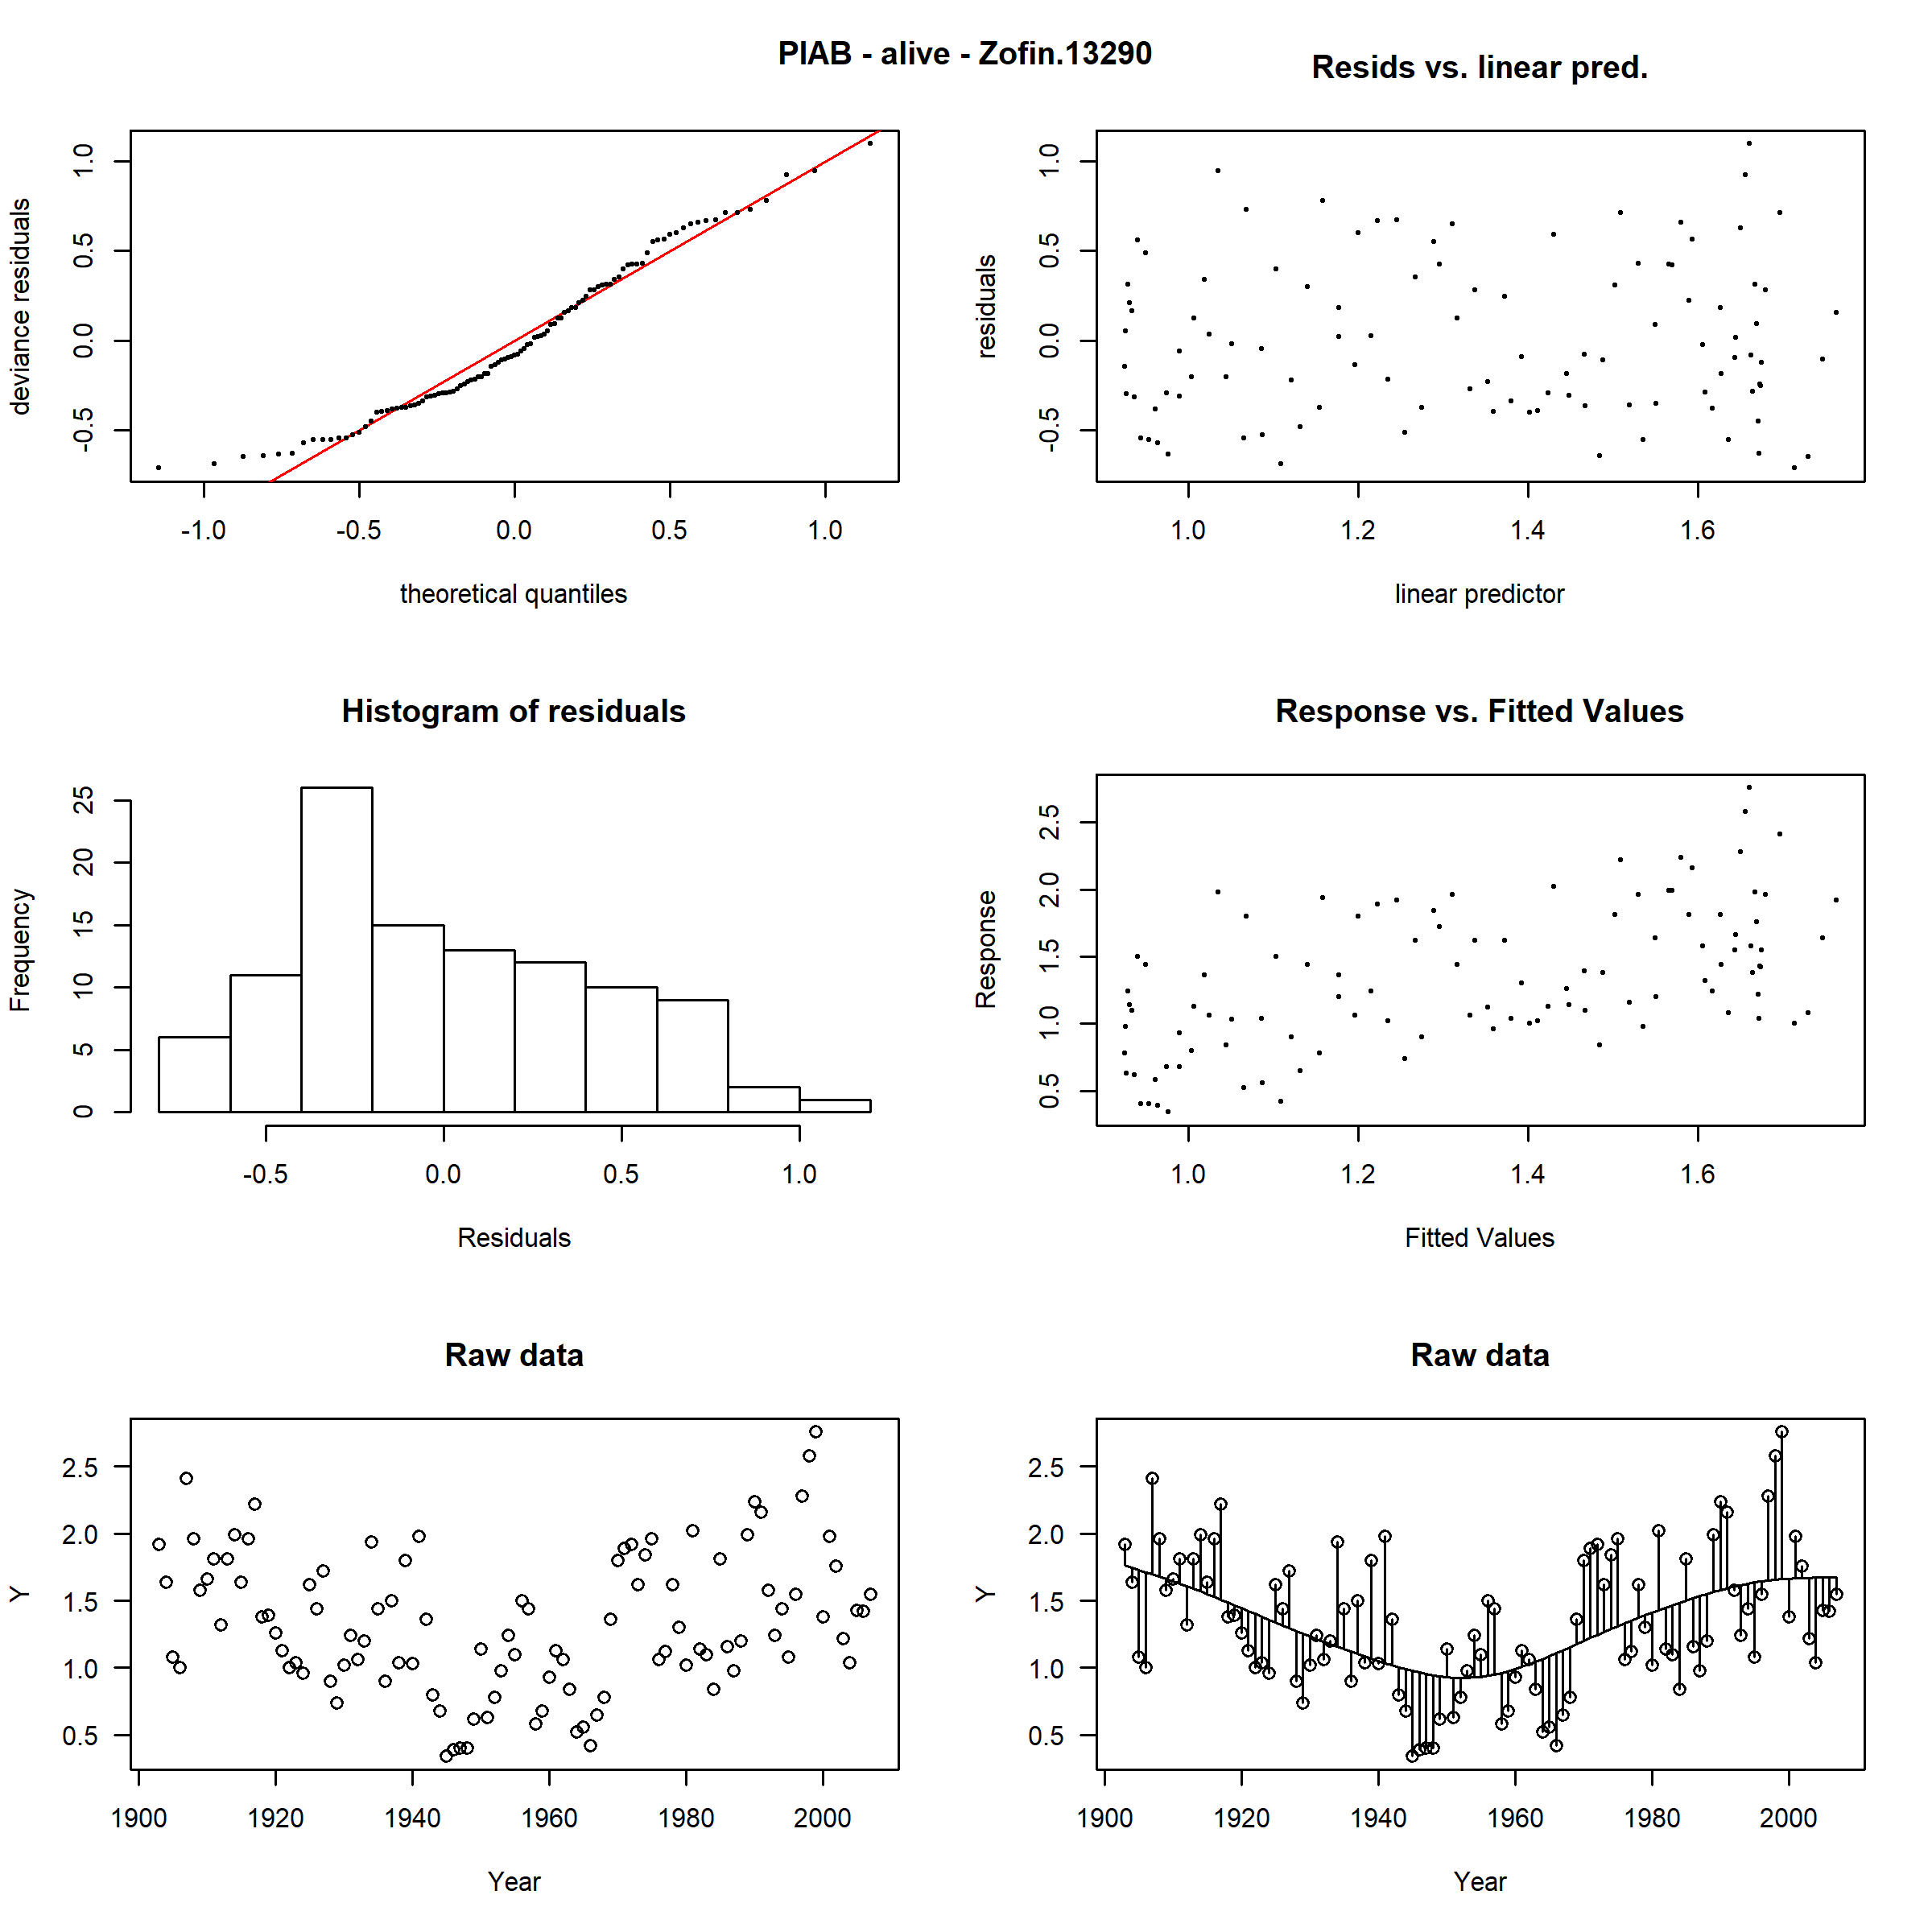 PIAB - alive - Zofin.13290
Resids vs. linear pred.
deviance residuals
1.0
0.5
0.0
-0.5
-1.0 -0.5 0.0 0.5 1.0
theoretical quantiles
residuals
1.0
0.5
0.0
-0.5
1.0 1.2 1.4 1.6
linear predictor
Histogram of residuals
Frequency
25
20
15
10
5
0
-0.5 0.0 0.5 1.0
Residuals
Response vs. Fitted Values
Response
2.5
2.0
1.5
1.0
0.5
1.0 1.2 1.4 1.6
Fitted Values
Raw data
Y
2.5
2.0
1.5
1.0
0.5
1900 1920 1940 1960 1980 2000
Year
Raw data
Y
2.5
2.0
1.5
1.0
0.5
1900 1920 1940 1960 1980 2000
Year